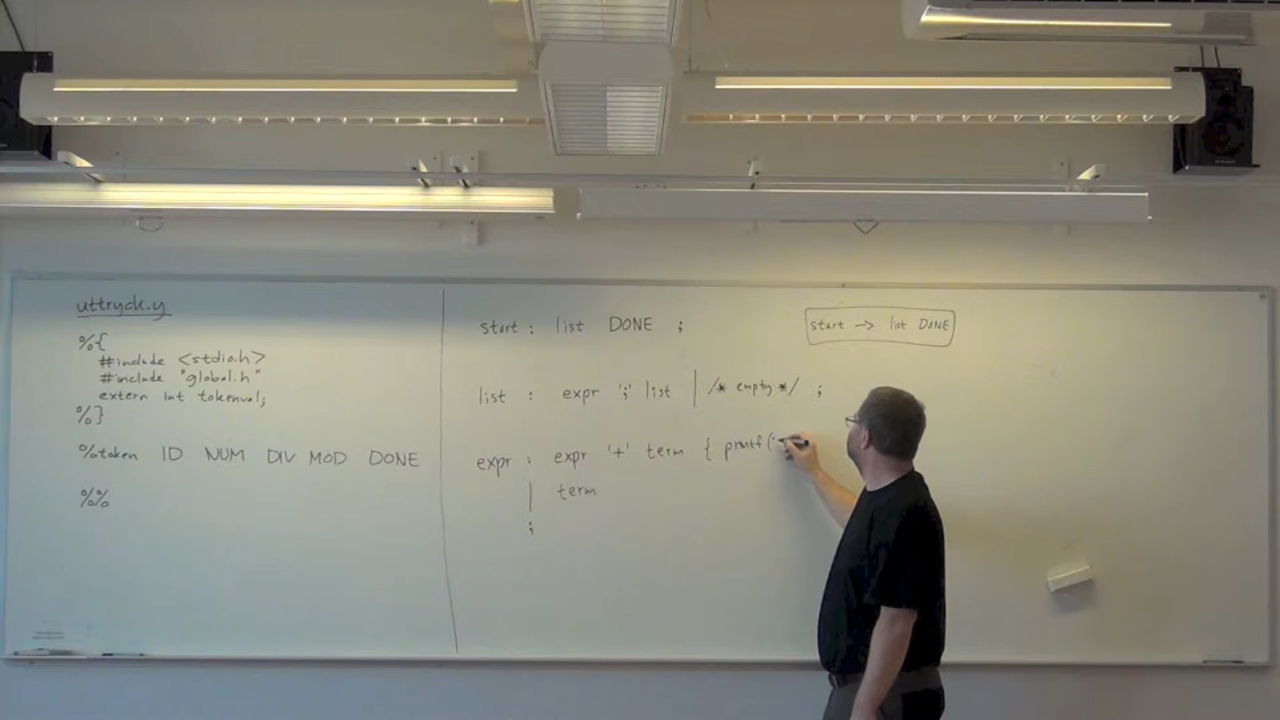 uttryck.y
%{
#include <stdio.h>
#include "global.h"
extern int tokenval;
%}
%token ID NUM DIV MOD DONE
%%
start : list DONE ;
list : expr ';' list | /* empty */ ;
expr : expr '+' term { printf("
| term
;
start → list DONE